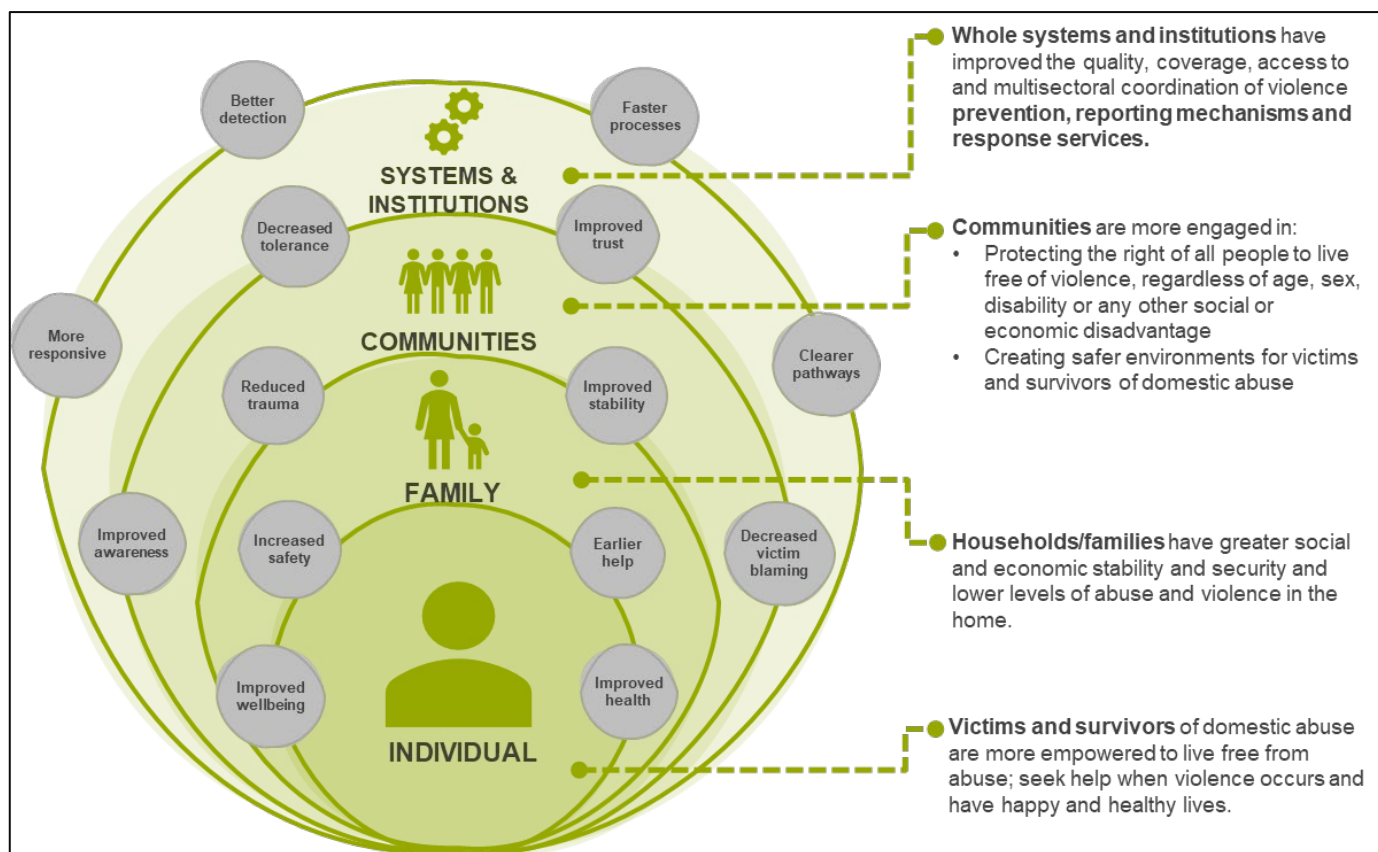 Better
detection
Faster
processes
SYSTEMS &
INSTITUTIONS
Decreased
tolerance
Improved
trust
More
responsive
COMMUNITIES
Clearer
pathways
Reduced
trauma
Improved
stability
FAMILY
Improved
awareness
Increased
safety
Earlier
help
Decreased
victim
blaming
Improved
wellbeing
Improved
health
INDIVIDUAL
Whole systems and institutions have
improved the quality, coverage, access to
and multisectoral coordination of violence
prevention, reporting mechanisms and
response services.
Communities are more engaged in:
• Protecting the right of all people to live
free of violence, regardless of age, sex,
disability or any other social or
economic disadvantage
• Creating safer environments for victims
and survivors of domestic abuse
Households/families have greater social
and economic stability and security and
lower levels of abuse and violence in the
home.
Victims and survivors of domestic abuse
are more empowered to live free from
abuse; seek help when violence occurs and
have happy and healthy lives.